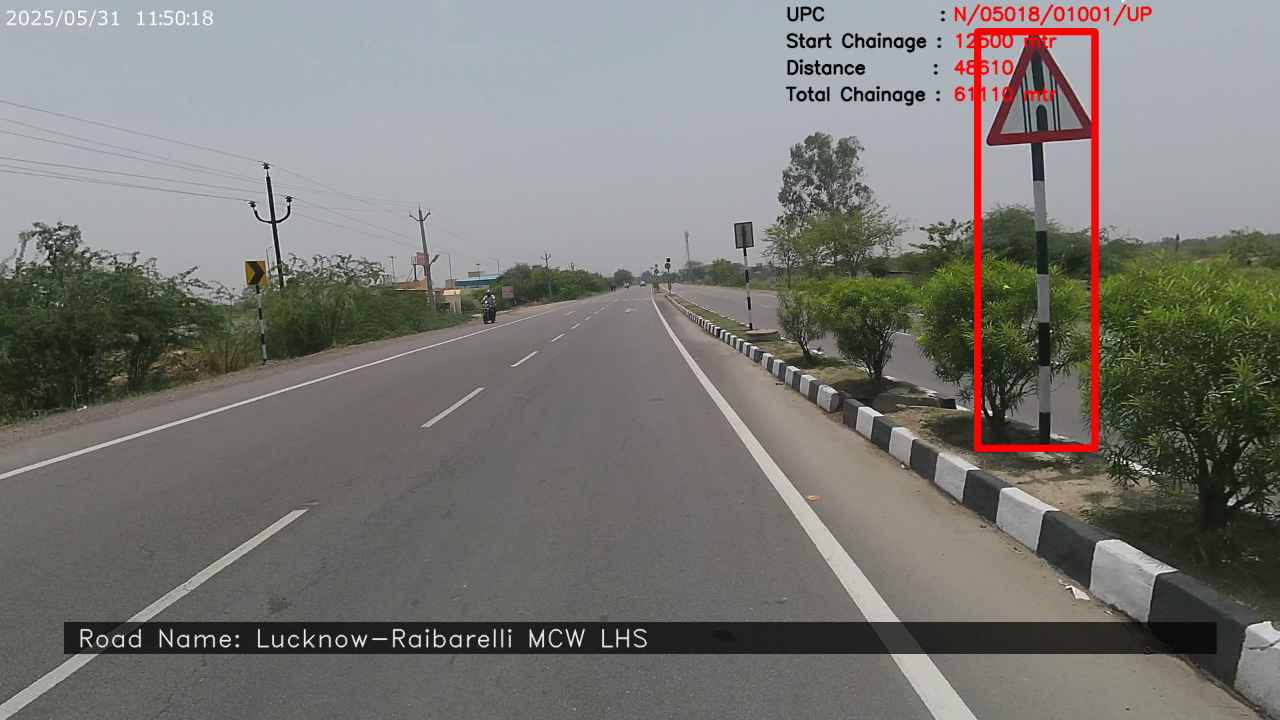 2025/05/31 11:50:18
UPC : N/05018/01001/UP
Start Chainage : 12500 mtr
Distance : 48610
Total Chainage : 61110 mtr
Road Name: Lucknow-Raibarelli MCW LHS